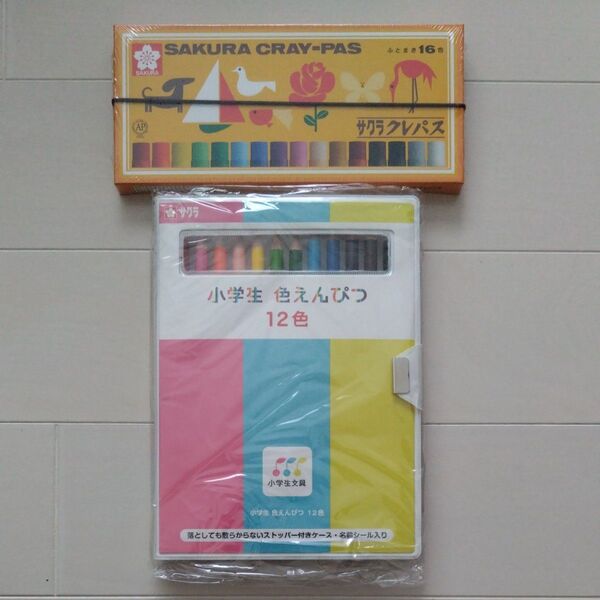 SAKURA CRAY-PAS
ふとまき16色
SAKURA
AP
サクラクレパス
サクラ
小学生 色えんぴつ
12色
小学生文具
小学生 色えんぴつ 12色
落としても散らからないストッパー付きケース・名前シール入り